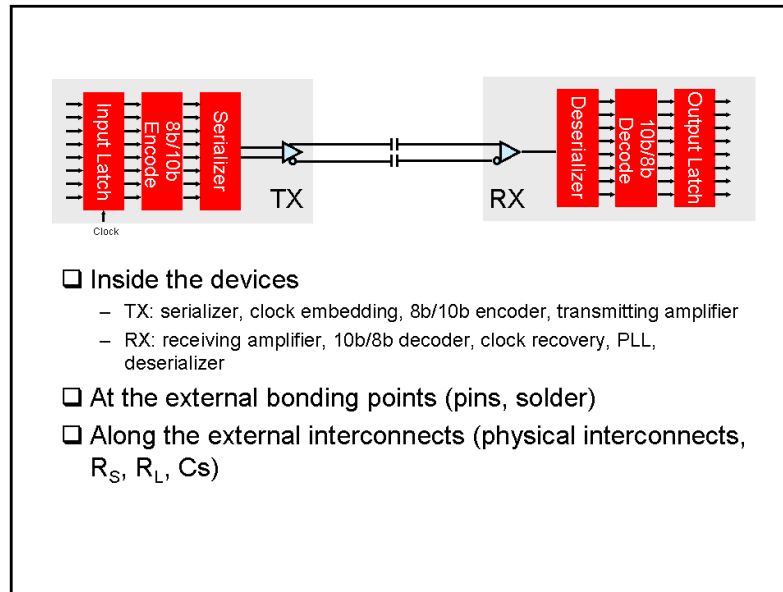 Input Latch
8b/10b
Encode
Serializer
TX
Clock
RX
Deserializer
10b/8b
Decode
Output Latch
❑ Inside the devices
– TX: serializer, clock embedding, 8b/10b encoder, transmitting amplifier
– RX: receiving amplifier, 10b/8b decoder, clock recovery, PLL,
deserializer
❑ At the external bonding points (pins, solder)
❑ Along the external interconnects (physical interconnects,
R_S, R_L, Cs)